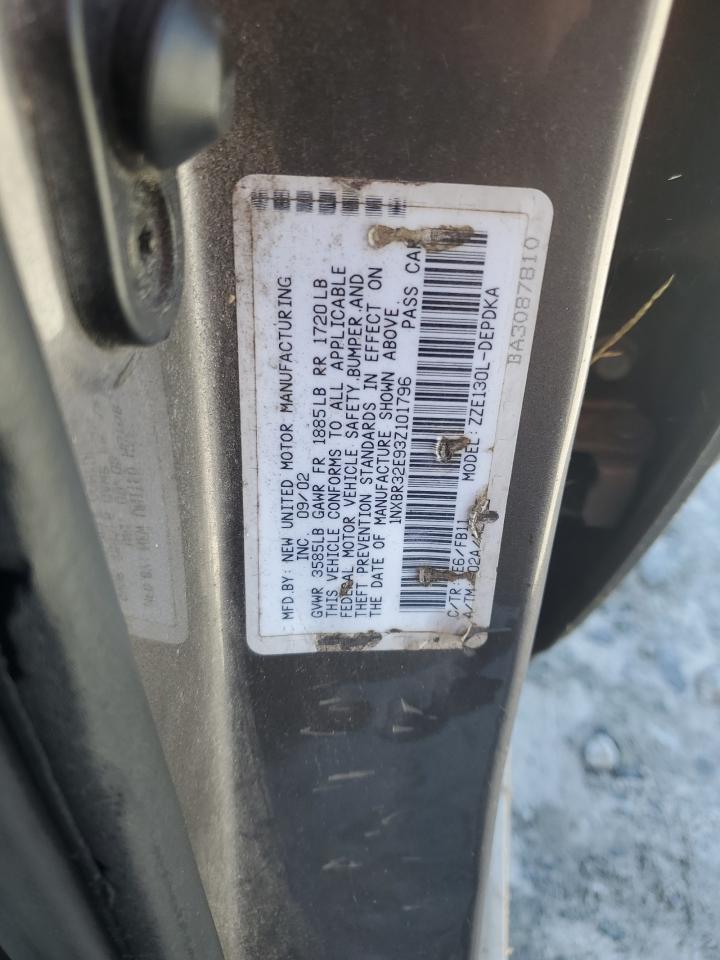 MFD.BY: NEW UNITED MOTOR MANUFACTURING
INC. 09/02
GVWR 3585LB GAWR FR 1885LB RR 1720LB
THIS VEHICLE CONFORMS TO ALL APPLICABLE
FEDERAL MOTOR VEHICLE SAFETY,BUMPER,AND
THEFT PREVENTION STANDARDS IN EFFECT ON
THE DATE OF MANUFACTURE SHOWN ABOVE.
1NXBR32E93Z101796 PASS CAR
C/TR: E6/FB11 MODEL: ZZE130L-DEPDKA
A/TM 02A
BA3087B10